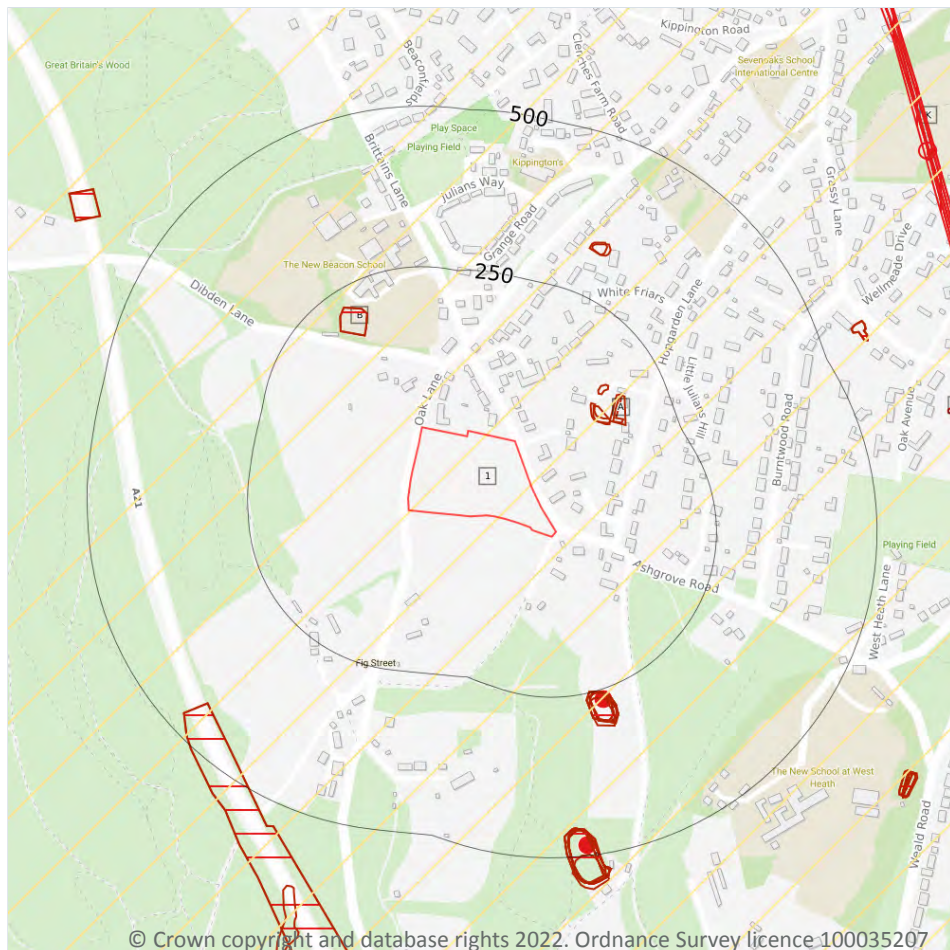 Great Britain's Wood
Kippington Road
Sevenoaks School
International Centre
Beaconfields
Clenches Farm Road
K
500
Play Space
Playing Field
Kippington's
Brittains Lane
Julians Way
Grassy Lane
Grange Road
Wellmeade Drive
The New Beacon School
250
Dibden Lane
White Friars
Hopgarden Lane
B
Oak Lane
Little Julians Hill
A
Burntwood Road
Oak Avenue
1
A21
Playing Field
Ashgrove Road
West Heath Lane
Fig Street
The New School at West
Heath
Weald Road
© Crown copyright and database rights 2022. Ordnance Survey licence 100035207